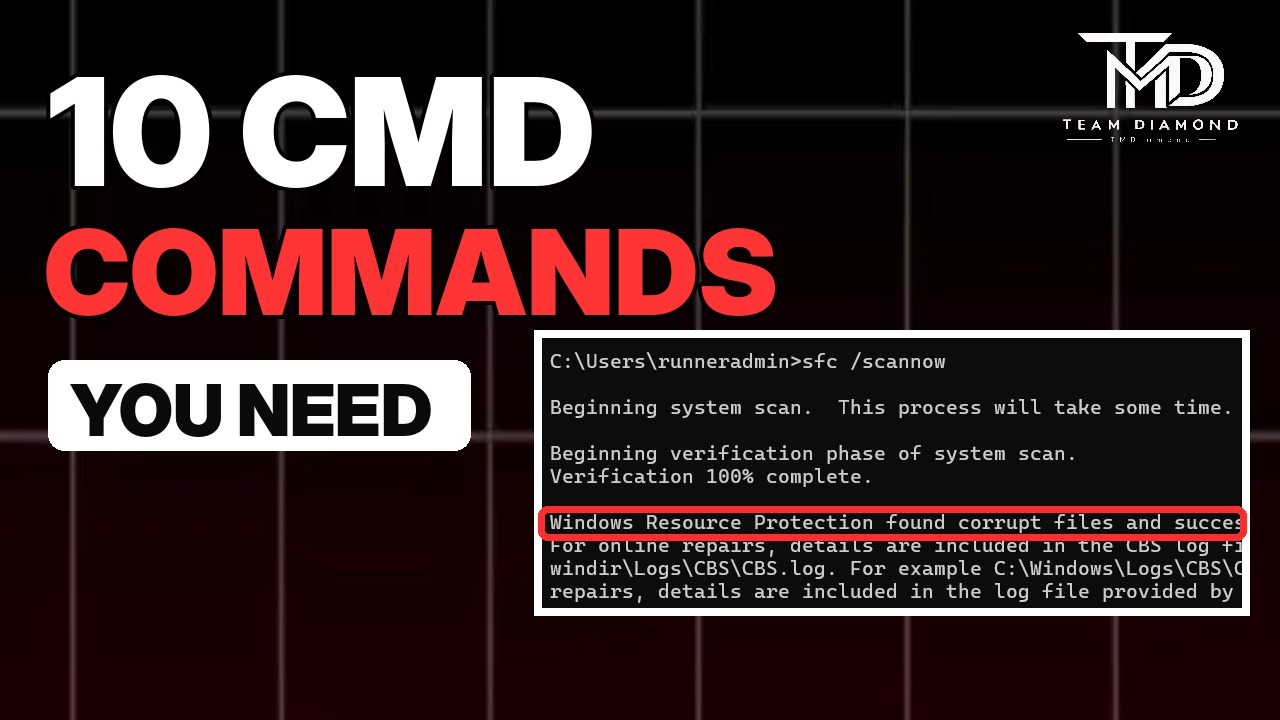 10 CMD
COMMANDS
YOU NEED
TEAM DIAMOND
C:\Users\runneradmin>sfc /scannow
Beginning system scan.  This process will take some time.
Beginning verification phase of system scan.
Verification 100% complete.
Windows Resource Protection found corrupt files and succes
For online repairs, details are included in the CBS log fi
windir\Logs\CBS\CBS.log. For example C:\Windows\Logs\CBS\C
repairs, details are included in the log file provided by